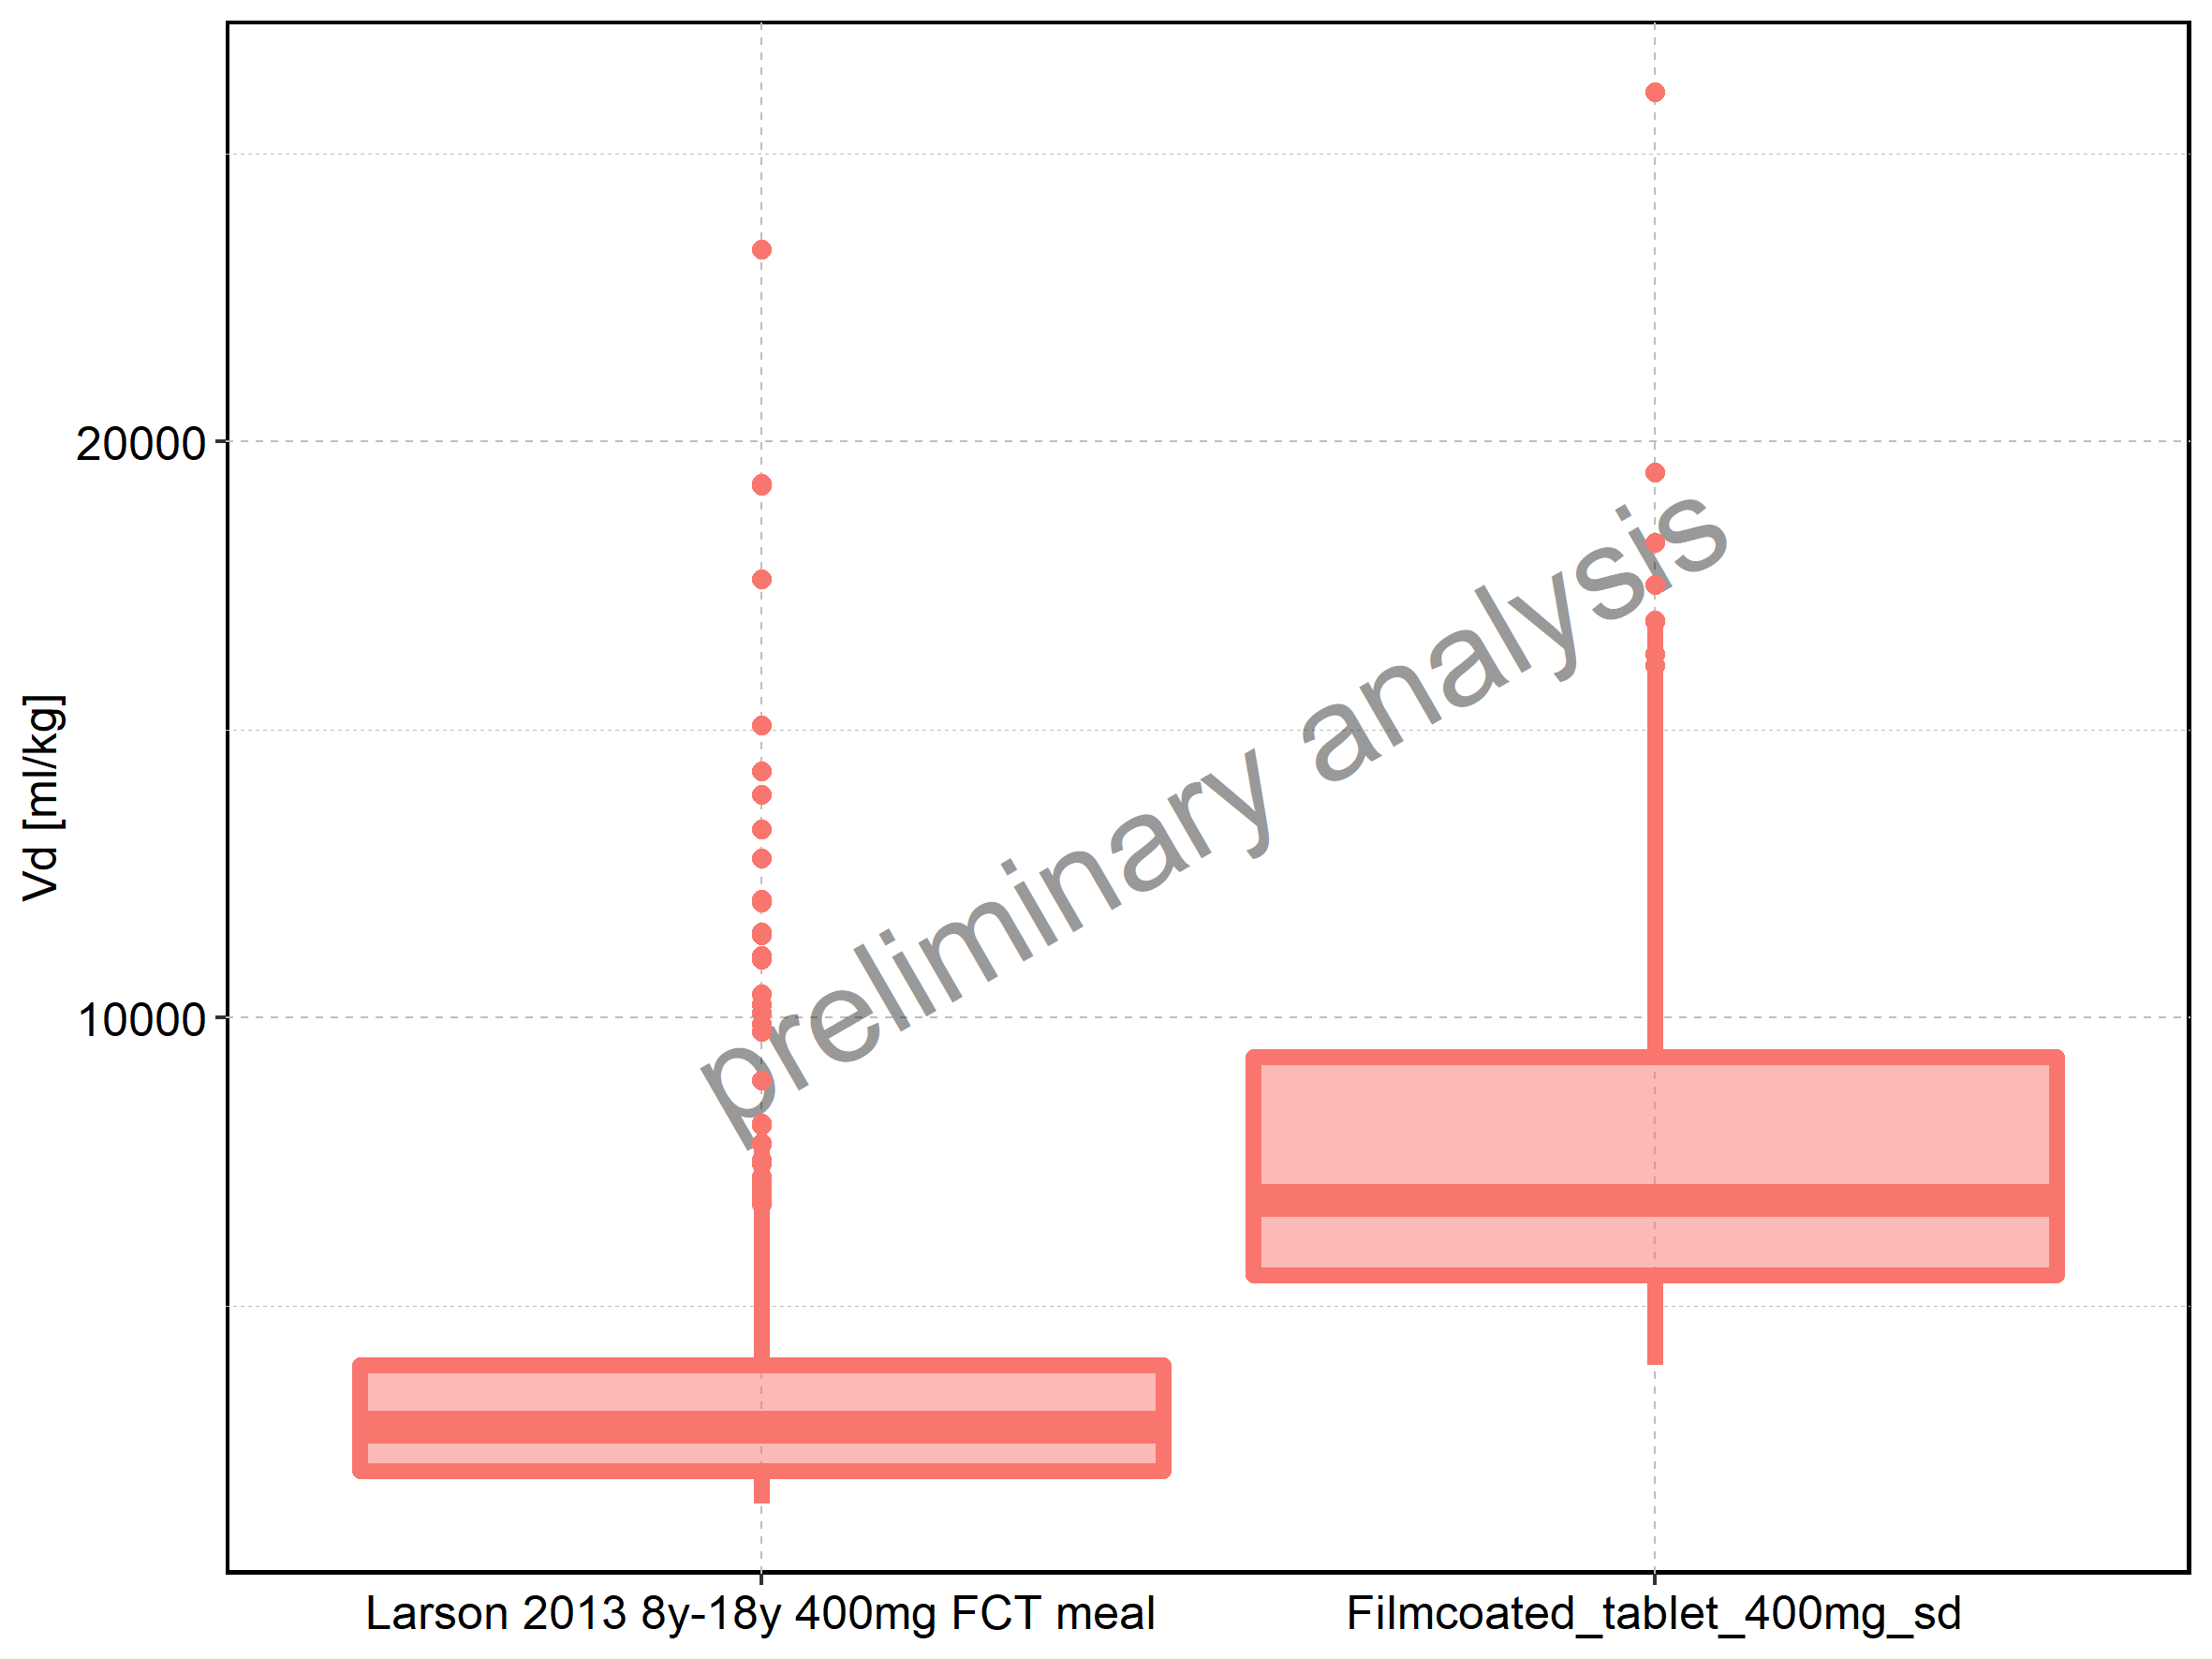 20000
10000
Vd [ml/kg]
preliminary analysis
Larson 2013 8y-18y 400mg FCT meal
Filmcoated_tablet_400mg_sd